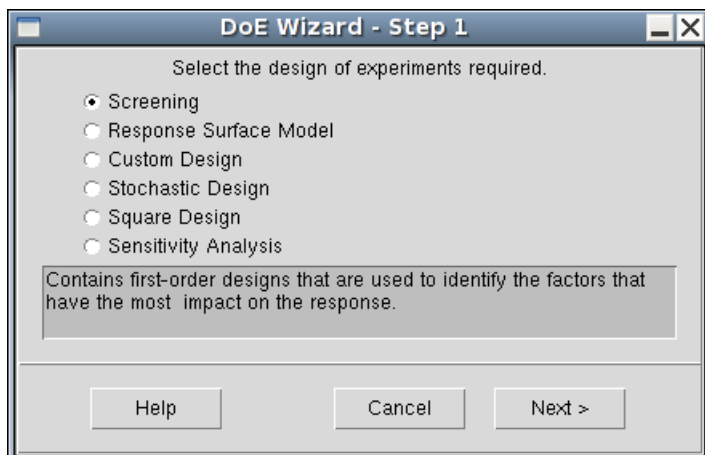 DoE Wizard - Step 1
Select the design of experiments required.
Screening
Response Surface Model
Custom Design
Stochastic Design
Square Design
Sensitivity Analysis
Contains first-order designs that are used to identify the factors that
have the most impact on the response.
Help
Cancel
Next >